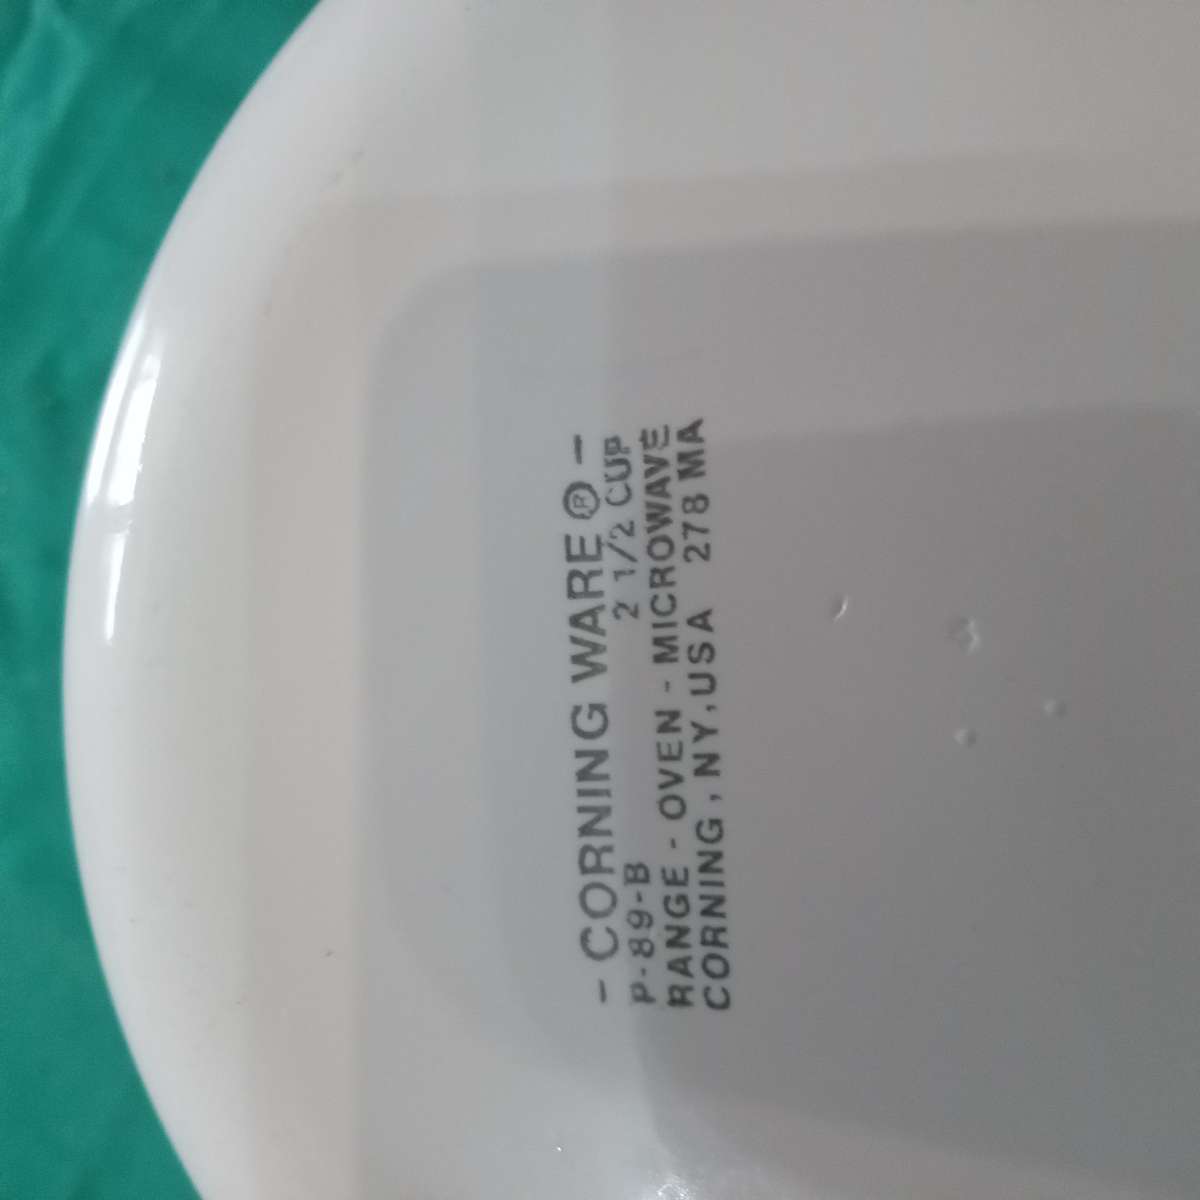 - CORNING WARE ® -
P-89-B 2 1/2 CUP
RANGE - OVEN - MICROWAVE
CORNING , NY , USA 278 MA